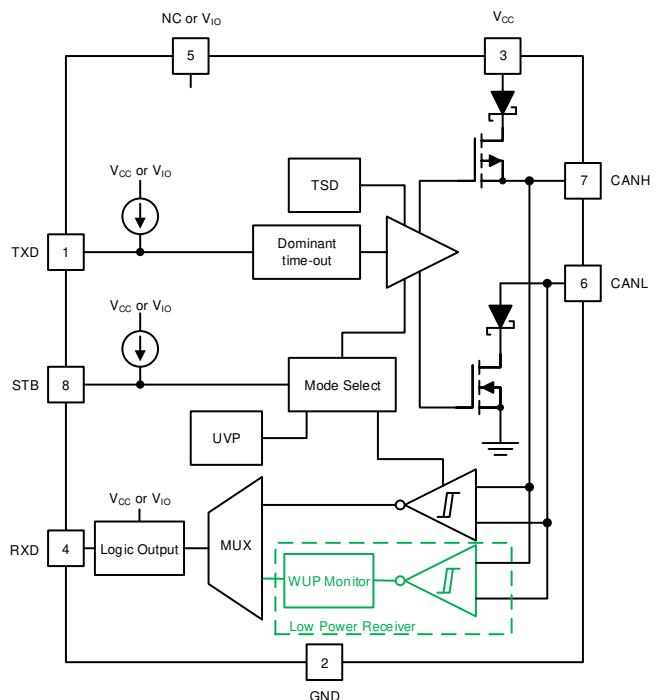 NC or VIO
VCC
5
3
VCC or VIO
TSD
7
CANH
TXD
1
Dominant
time-out
6
CANL
VCC or VIO
STB
8
Mode Select
UVP
VCC or VIO
RXD
4
Logic Output
MUX
WUP Monitor
Low Power Receiver
2
GND